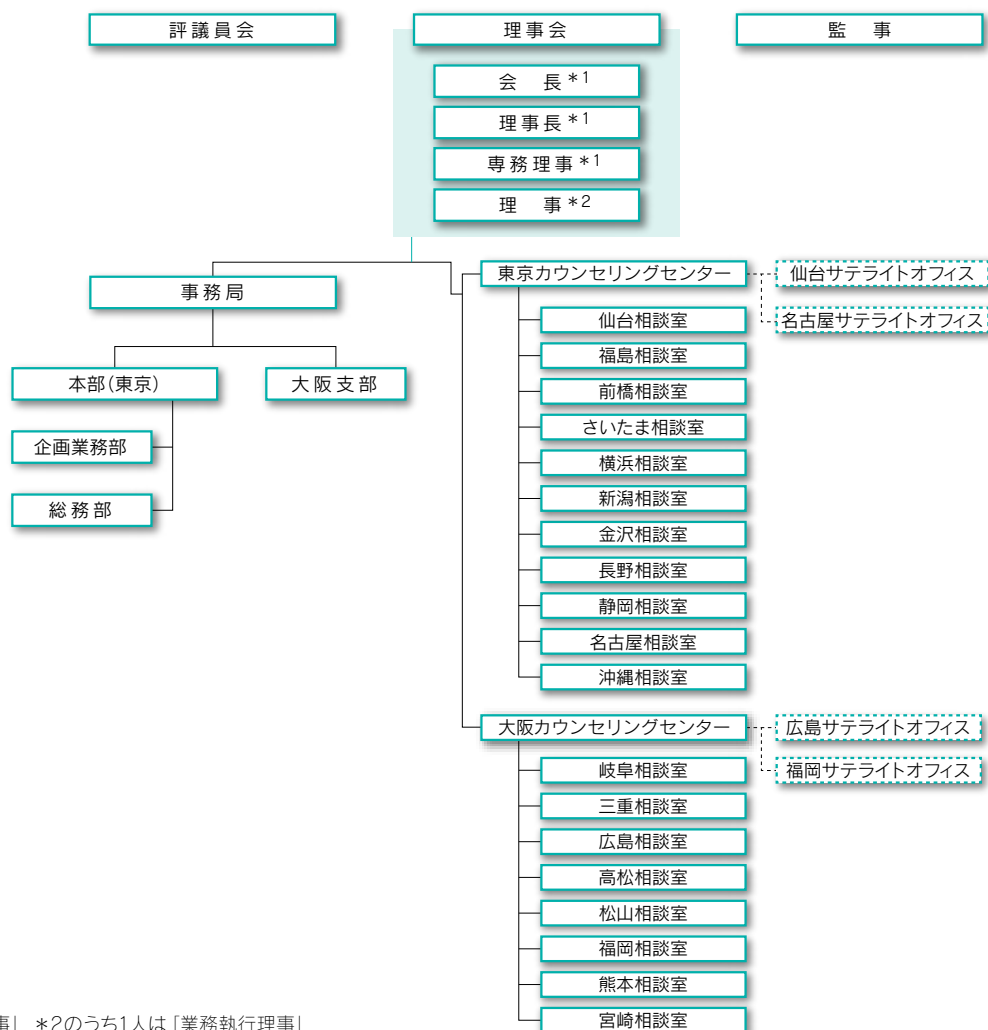 評議員会
理事会
監　事
会　長＊1
理事長＊1
専務理事＊1
理　事＊2
事務局
本部（東京）
大阪支部
企画業務部
総務部
東京カウンセリングセンター
仙台サテライトオフィス
名古屋サテライトオフィス
仙台相談室
福島相談室
前橋相談室
さいたま相談室
横浜相談室
新潟相談室
金沢相談室
長野相談室
静岡相談室
名古屋相談室
沖縄相談室
大阪カウンセリングセンター
広島サテライトオフィス
福岡サテライトオフィス
岐阜相談室
三重相談室
広島相談室
高松相談室
松山相談室
福岡相談室
熊本相談室
宮崎相談室
事」 ＊2のうち1人は「業務執行理事」